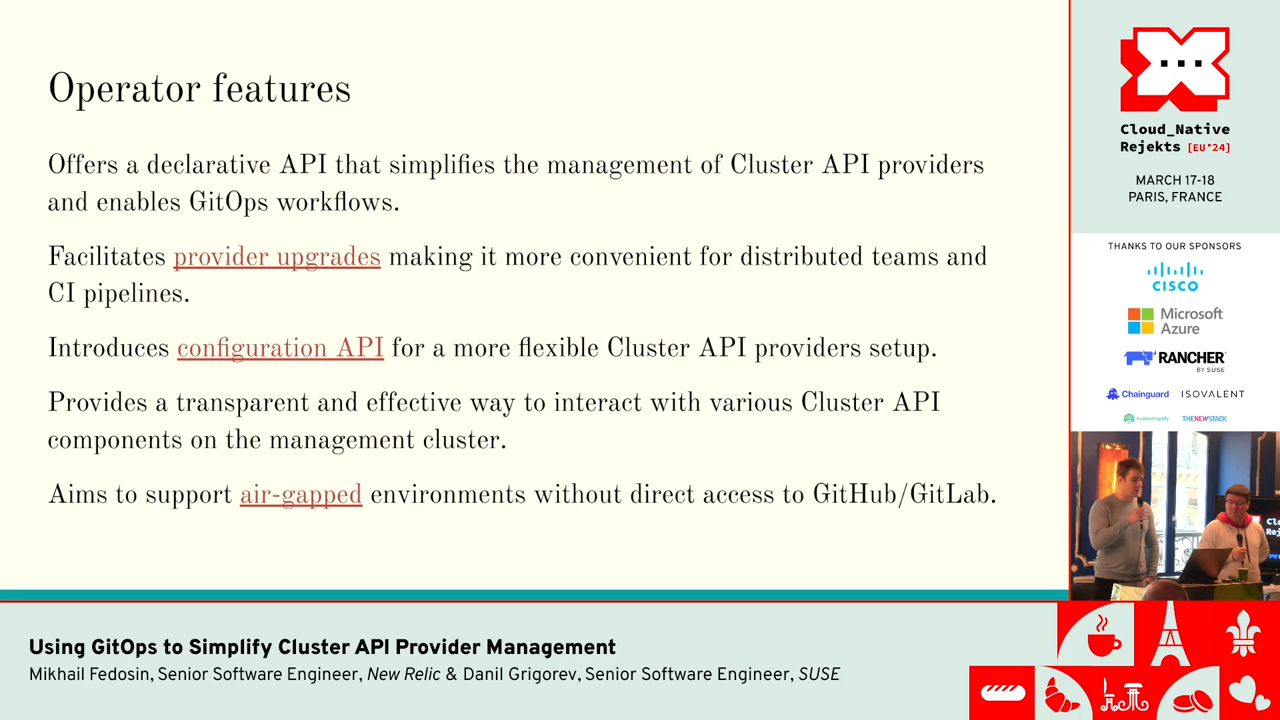 Operator features
Offers a declarative API that simplifies the management of Cluster API providers
and enables GitOps workflows.
Facilitates provider upgrades making it more convenient for distributed teams and
CI pipelines.
Introduces configuration API for a more flexible Cluster API providers setup.
Provides a transparent and effective way to interact with various Cluster API
components on the management cluster.
Aims to support air-gapped environments without direct access to GitHub/GitLab.
Cloud_Native
Rejekts [EU*24]
MARCH 17-18
PARIS, FRANCE
THANKS TO OUR SPONSORS
CISCO
Microsoft
Azure
RANCHER
BY SUSE
Chainguard ISOVALENT
kubesimplify THENEWSTACK
Using GitOps to Simplify Cluster API Provider Management
Mikhail Fedosin, Senior Software Engineer, New Relic & Danil Grigorev, Senior Software Engineer, SUSE